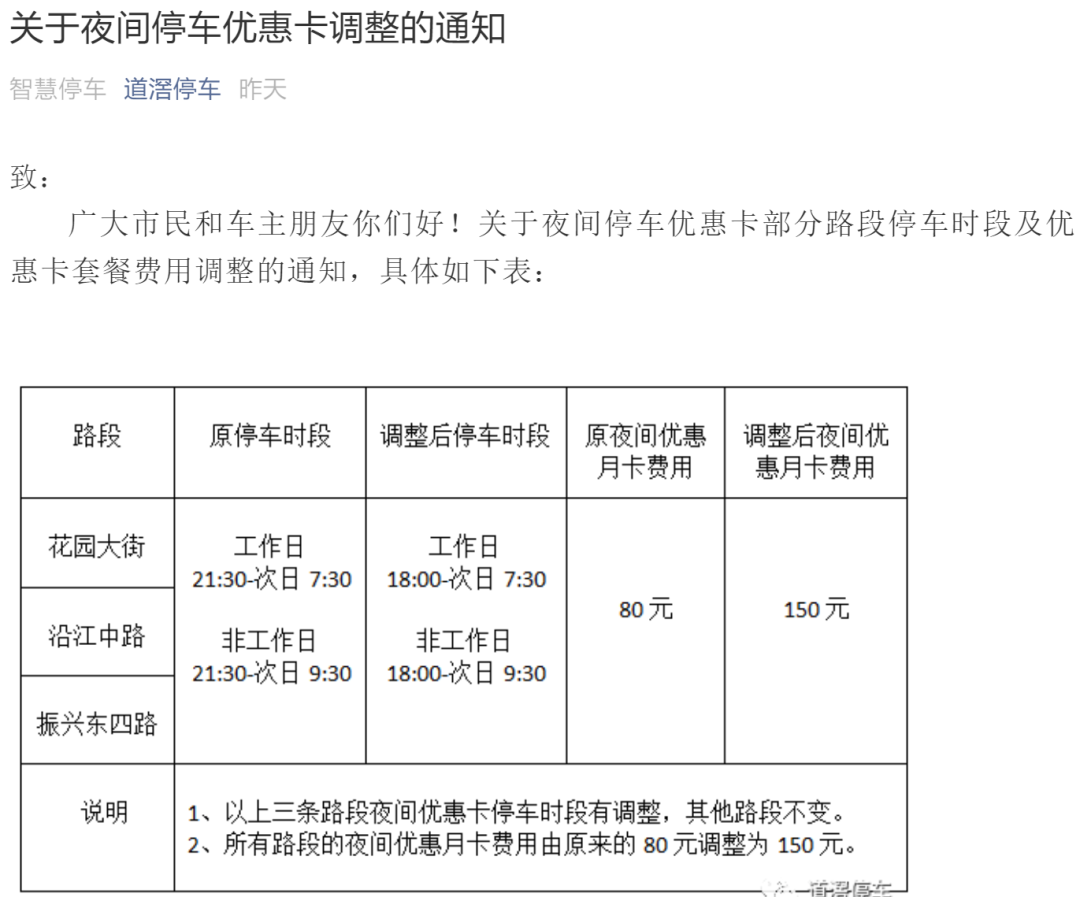 关于夜间停车优惠卡调整的通知
智慧停车 道滘停车 昨天
致：
广大市民和车主朋友你们好！关于夜间停车优惠卡部分路段停车时段及优
惠卡套餐费用调整的通知，具体如下表：
路段 原停车时段 调整后停车时段 原夜间优惠 调整后夜间优
月卡费用 惠月卡费用
花园大街 工作日 工作日
21:30-次日 7:30 18:00-次日 7:30
80 元 150 元
沿江中路 非工作日 非工作日
21:30-次日 9:30 18:00-次日 9:30
振兴东四路
说明 1、以上三条路段夜间优惠卡停车时段有调整，其他路段不变。
2、所有路段的夜间优惠月卡费用由原来的 80 元调整为 150 元。
道滘停车